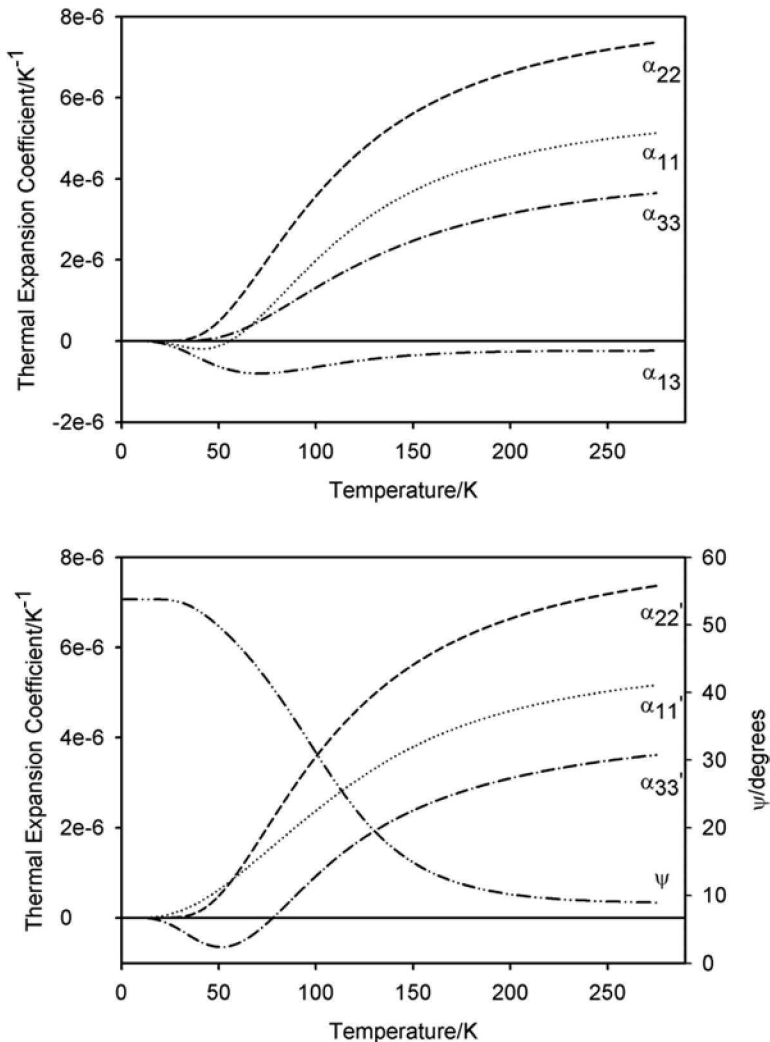 8e-6
6e-6
4e-6
2e-6
0
-2e-6
Thermal Expansion Coefficient/K⁻¹
α₂₂
α₁₁
α₃₃
α₁₃
0 50 100 150 200 250
Temperature/K
8e-6
6e-6
4e-6
2e-6
0
Thermal Expansion Coefficient/K⁻¹
α₂₂'
α₁₁'
α₃₃'
ψ
60
50
40
30
20
10
0
ψ/degrees
0 50 100 150 200 250
Temperature/K